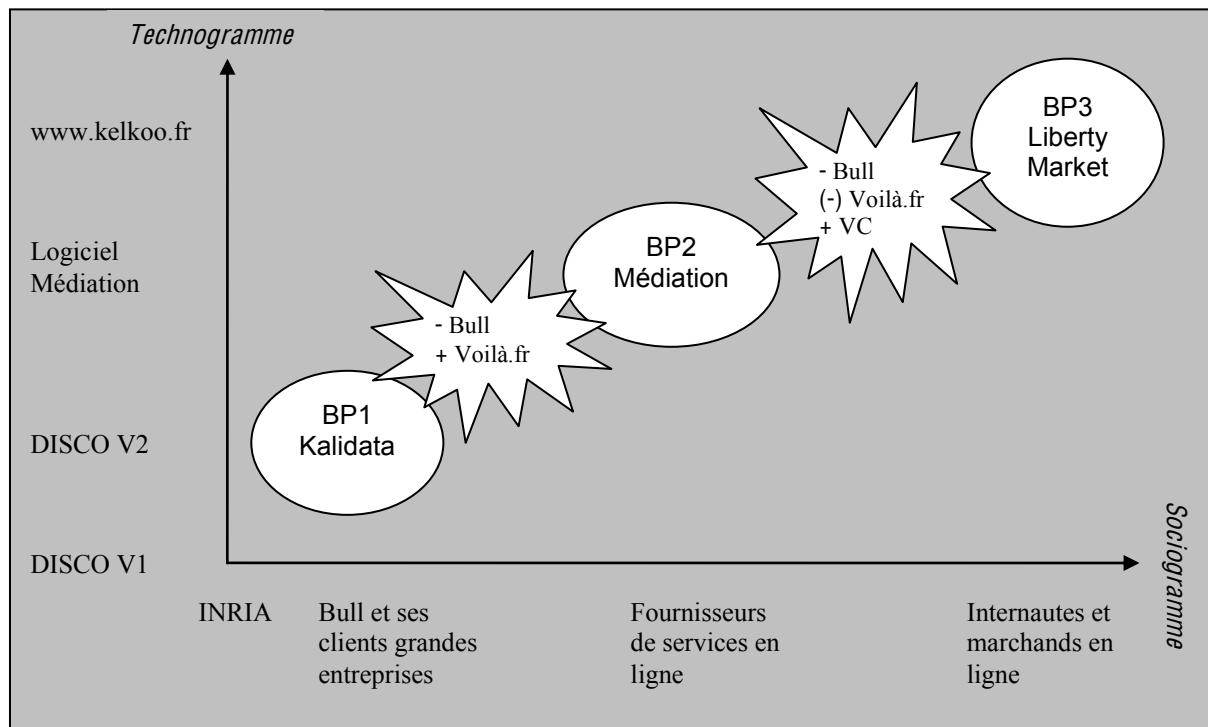 Technogramme
www.kelkoo.fr
BP3
Liberty
Market
- Bull
(-) Voilà.fr
+ VC
Logiciel
Médiation
BP2
Médiation
- Bull
+ Voilà.fr
BP1
Kalidata
DISCO V2
DISCO V1
Sociogramme
INRIA
Bull et ses
clients grandes
entreprises
Fournisseurs
de services en
ligne
Internautes et
marchands en
ligne